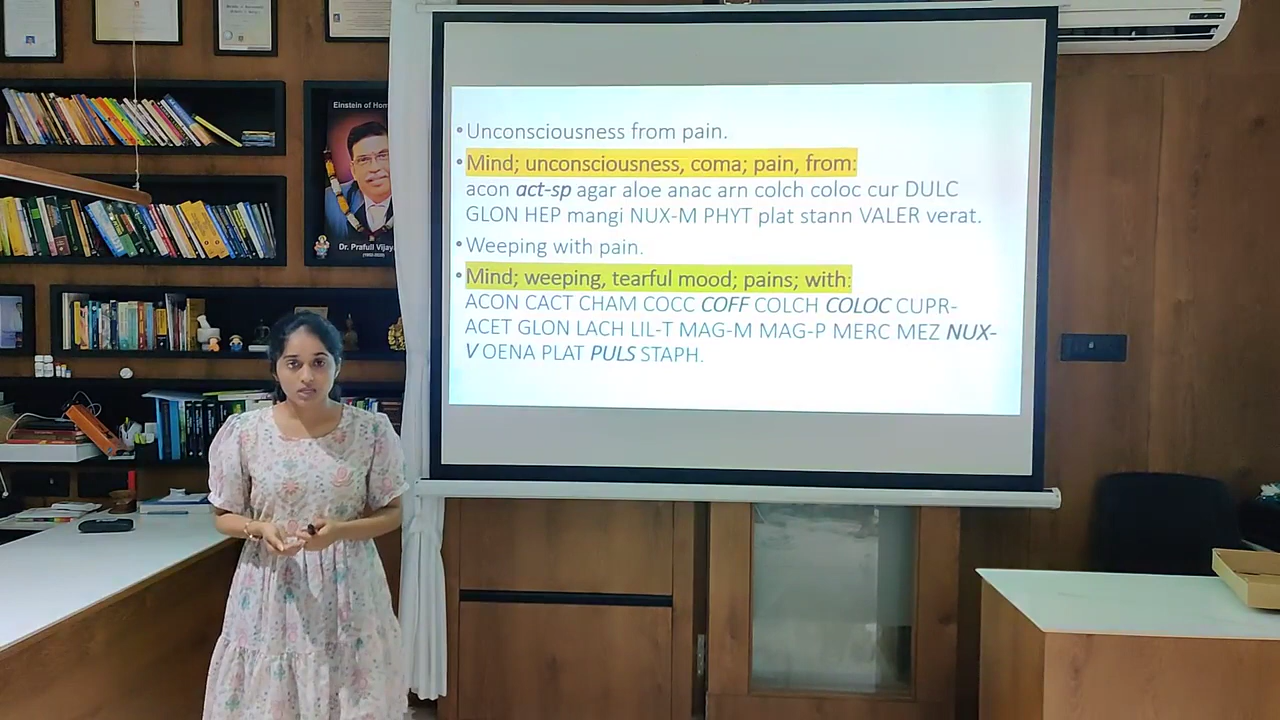 Einstein of Hom
Dr. Prafull Vijay
• Unconsciousness from pain.
• Mind; unconsciousness, coma; pain, from:
acon act-sp agar aloe anac arn colch coloc cur DULC
GLON HEP mangi NUX-M PHYT plat stann VALER verat.
• Weeping with pain.
• Mind; weeping, tearful mood; pains; with:
ACON CACT CHAM COCC COFF COLCH COLOC CUPR-
ACET GLON LACH LIL-T MAG-M MAG-P MERC MEZ NUX-
V OENA PLAT PULS STAPH.